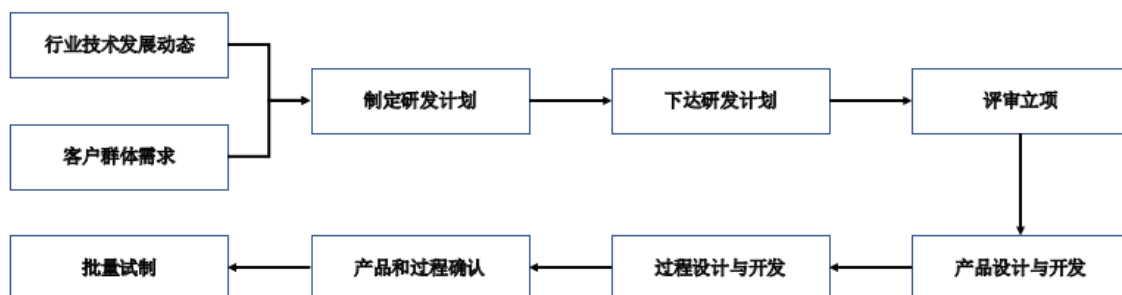 行业技术发展动态
客户群体需求
制定研发计划
下达研发计划
评审立项
产品设计与开发
过程设计与开发
产品和过程确认
批量试制